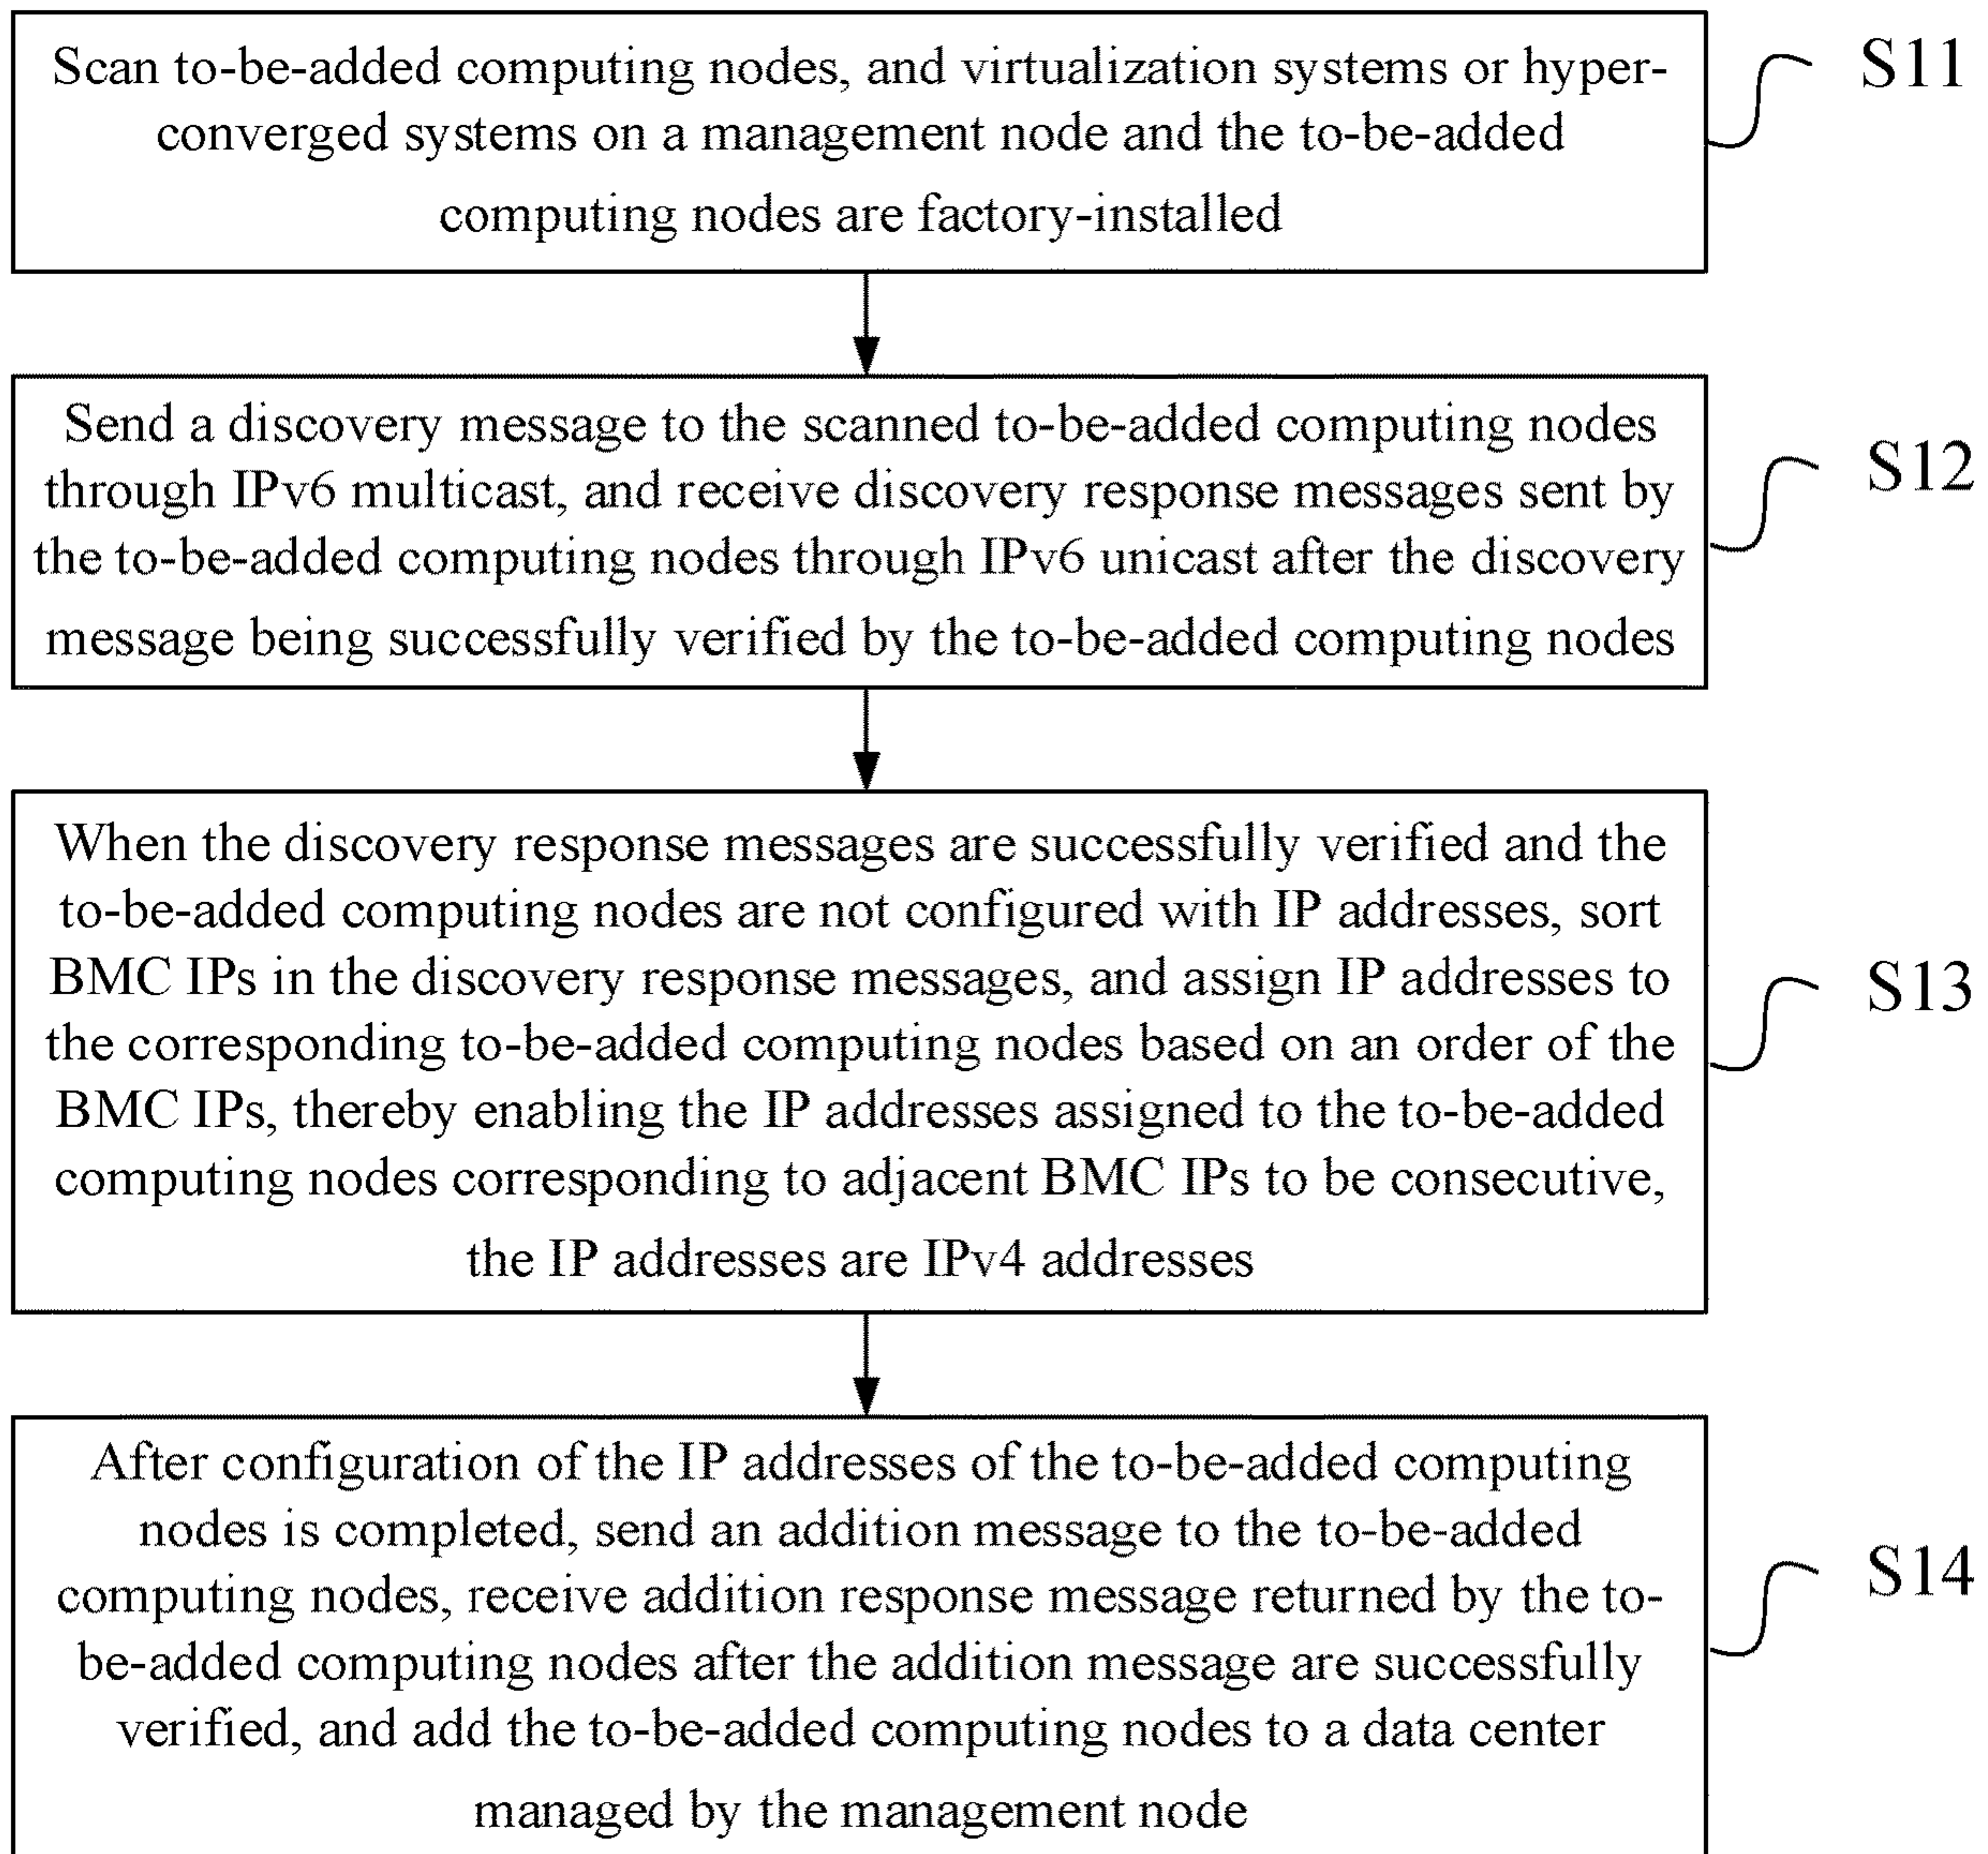 Scan to-be-added computing nodes, and virtualization systems or hyper-
converged systems on a management node and the to-be-added
computing nodes are factory-installed
S11
Send a discovery message to the scanned to-be-added computing nodes
through IPv6 multicast, and receive discovery response messages sent by
the to-be-added computing nodes through IPv6 unicast after the discovery
message being successfully verified by the to-be-added computing nodes
S12
When the discovery response messages are successfully verified and the
to-be-added computing nodes are not configured with IP addresses, sort
BMC IPs in the discovery response messages, and assign IP addresses to
the corresponding to-be-added computing nodes based on an order of the
BMC IPs, thereby enabling the IP addresses assigned to the to-be-added
computing nodes corresponding to adjacent BMC IPs to be consecutive,
the IP addresses are IPv4 addresses
S13
After configuration of the IP addresses of the to-be-added computing
nodes is completed, send an addition message to the to-be-added
computing nodes, receive addition response message returned by the to-
be-added computing nodes after the addition message are successfully
verified, and add the to-be-added computing nodes to a data center
managed by the management node
S14